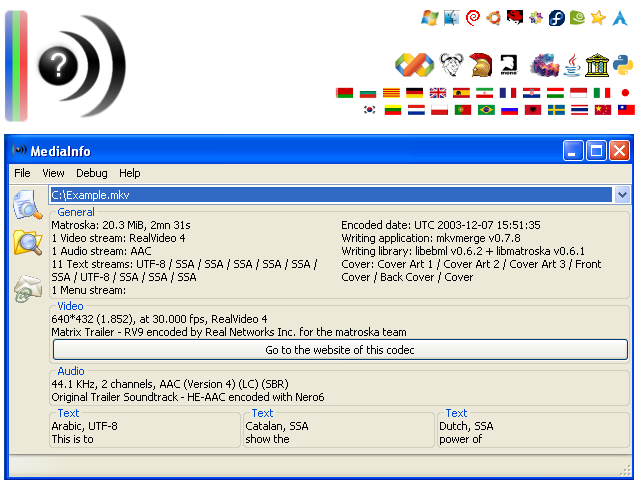 ?
mono
MediaInfo
File View Debug Help
C:\Example.mkv
General
Matroska: 20.3 MiB, 2mn 31s
1 Video stream: RealVideo 4
1 Audio stream: AAC
11 Text streams: UTF-8 / SSA / SSA / SSA / SSA / SSA /
SSA / UTF-8 / SSA / SSA / SSA
1 Menu stream:
Encoded date: UTC 2003-12-07 15:51:35
Writing application: mkvmerge v0.7.8
Writing library: libebml v0.6.2 + libmatroska v0.6.1
Cover: Cover Art 1 / Cover Art 2 / Cover Art 3 / Front
Cover / Back Cover / Cover
Video
640*432 (1.852), at 30.000 fps, RealVideo 4
Matrix Trailer - RV9 encoded by Real Networks Inc. for the matroska team
Go to the website of this codec
Audio
44.1 KHz, 2 channels, AAC (Version 4) (LC) (SBR)
Original Trailer Soundtrack - HE-AAC encoded with Nero6
Text
Arabic, UTF-8
This is to
Text
Catalan, SSA
show the
Text
Dutch, SSA
power of